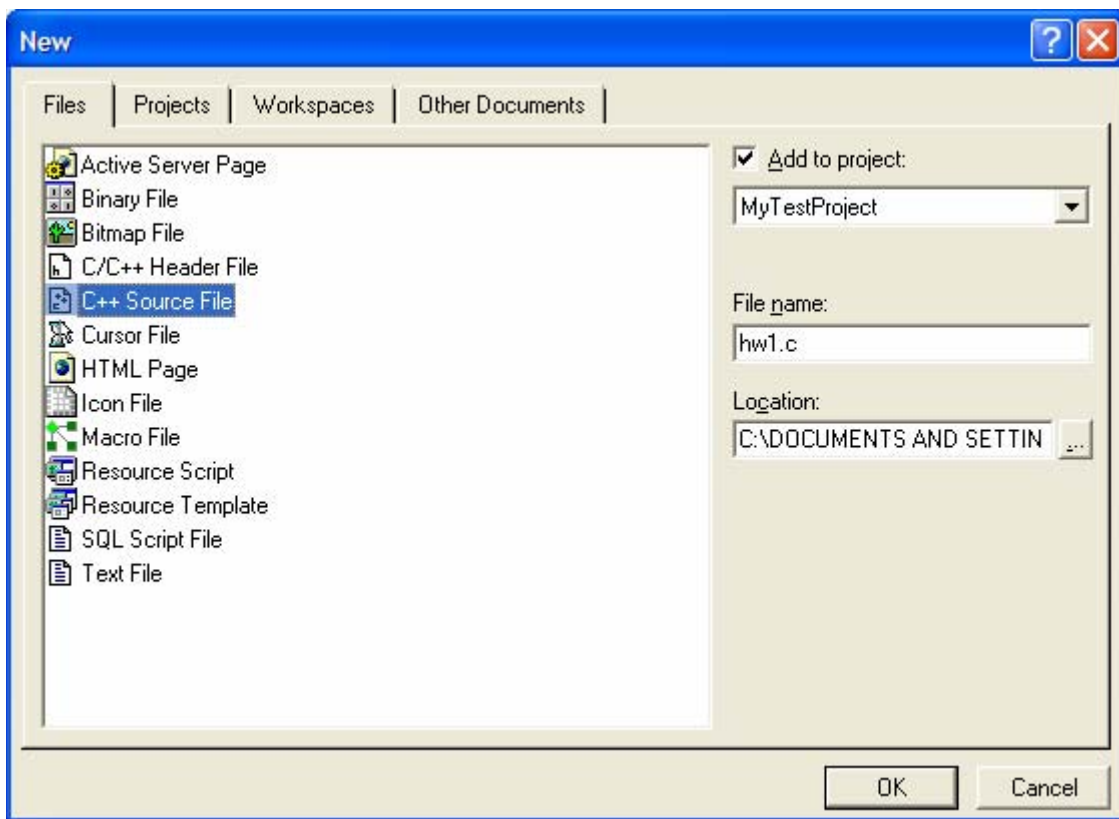 New
Files
Projects
Workspaces
Other Documents
Active Server Page
Binary File
Bitmap File
C/C++ Header File
C++ Source File
Cursor File
HTML Page
Icon File
Macro File
Resource Script
Resource Template
SQL Script File
Text File
Add to project:
MyTestProject
File name:
hw1.c
Location:
C:\DOCUMENTS AND SETTIN
...
OK
Cancel